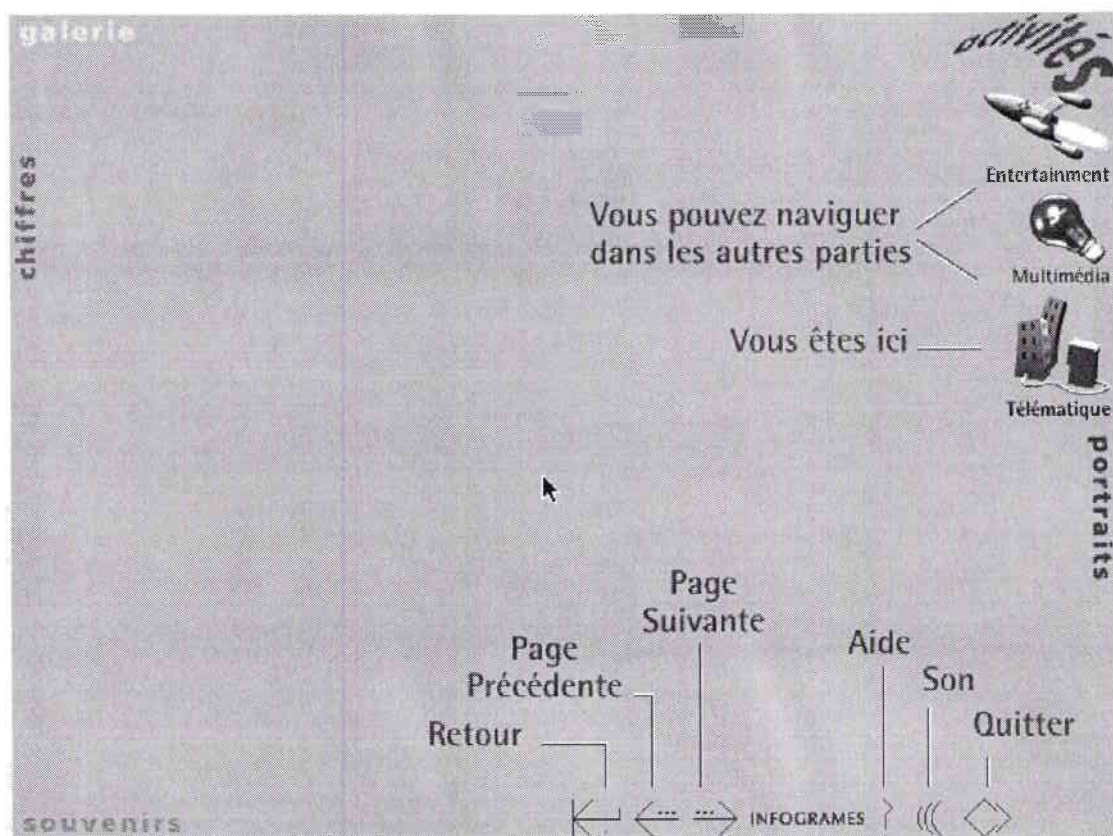 galerie
activités
chiffres
Entertainment
Vous pouvez naviguer
dans les autres parties
Multimédia
Vous êtes ici
Télématique
portraits
Page
Suivante
Page
Précédente
Aide
Son
Retour
Quitter
INFOGRAMES
souvenirs